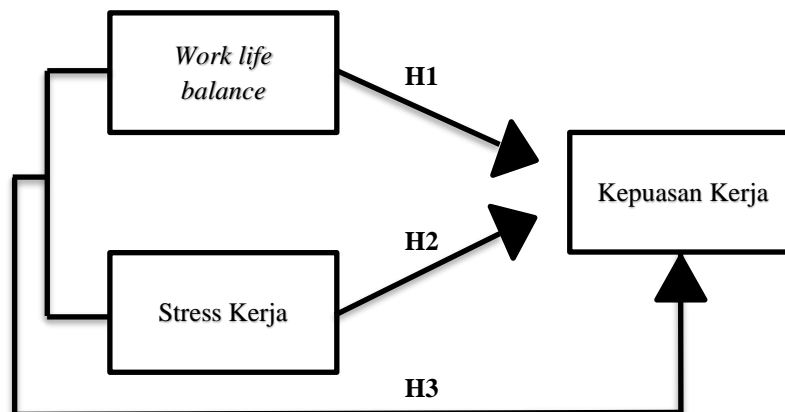 Work life
balance
H1
Kepuasan Kerja
H2
Stress Kerja
H3